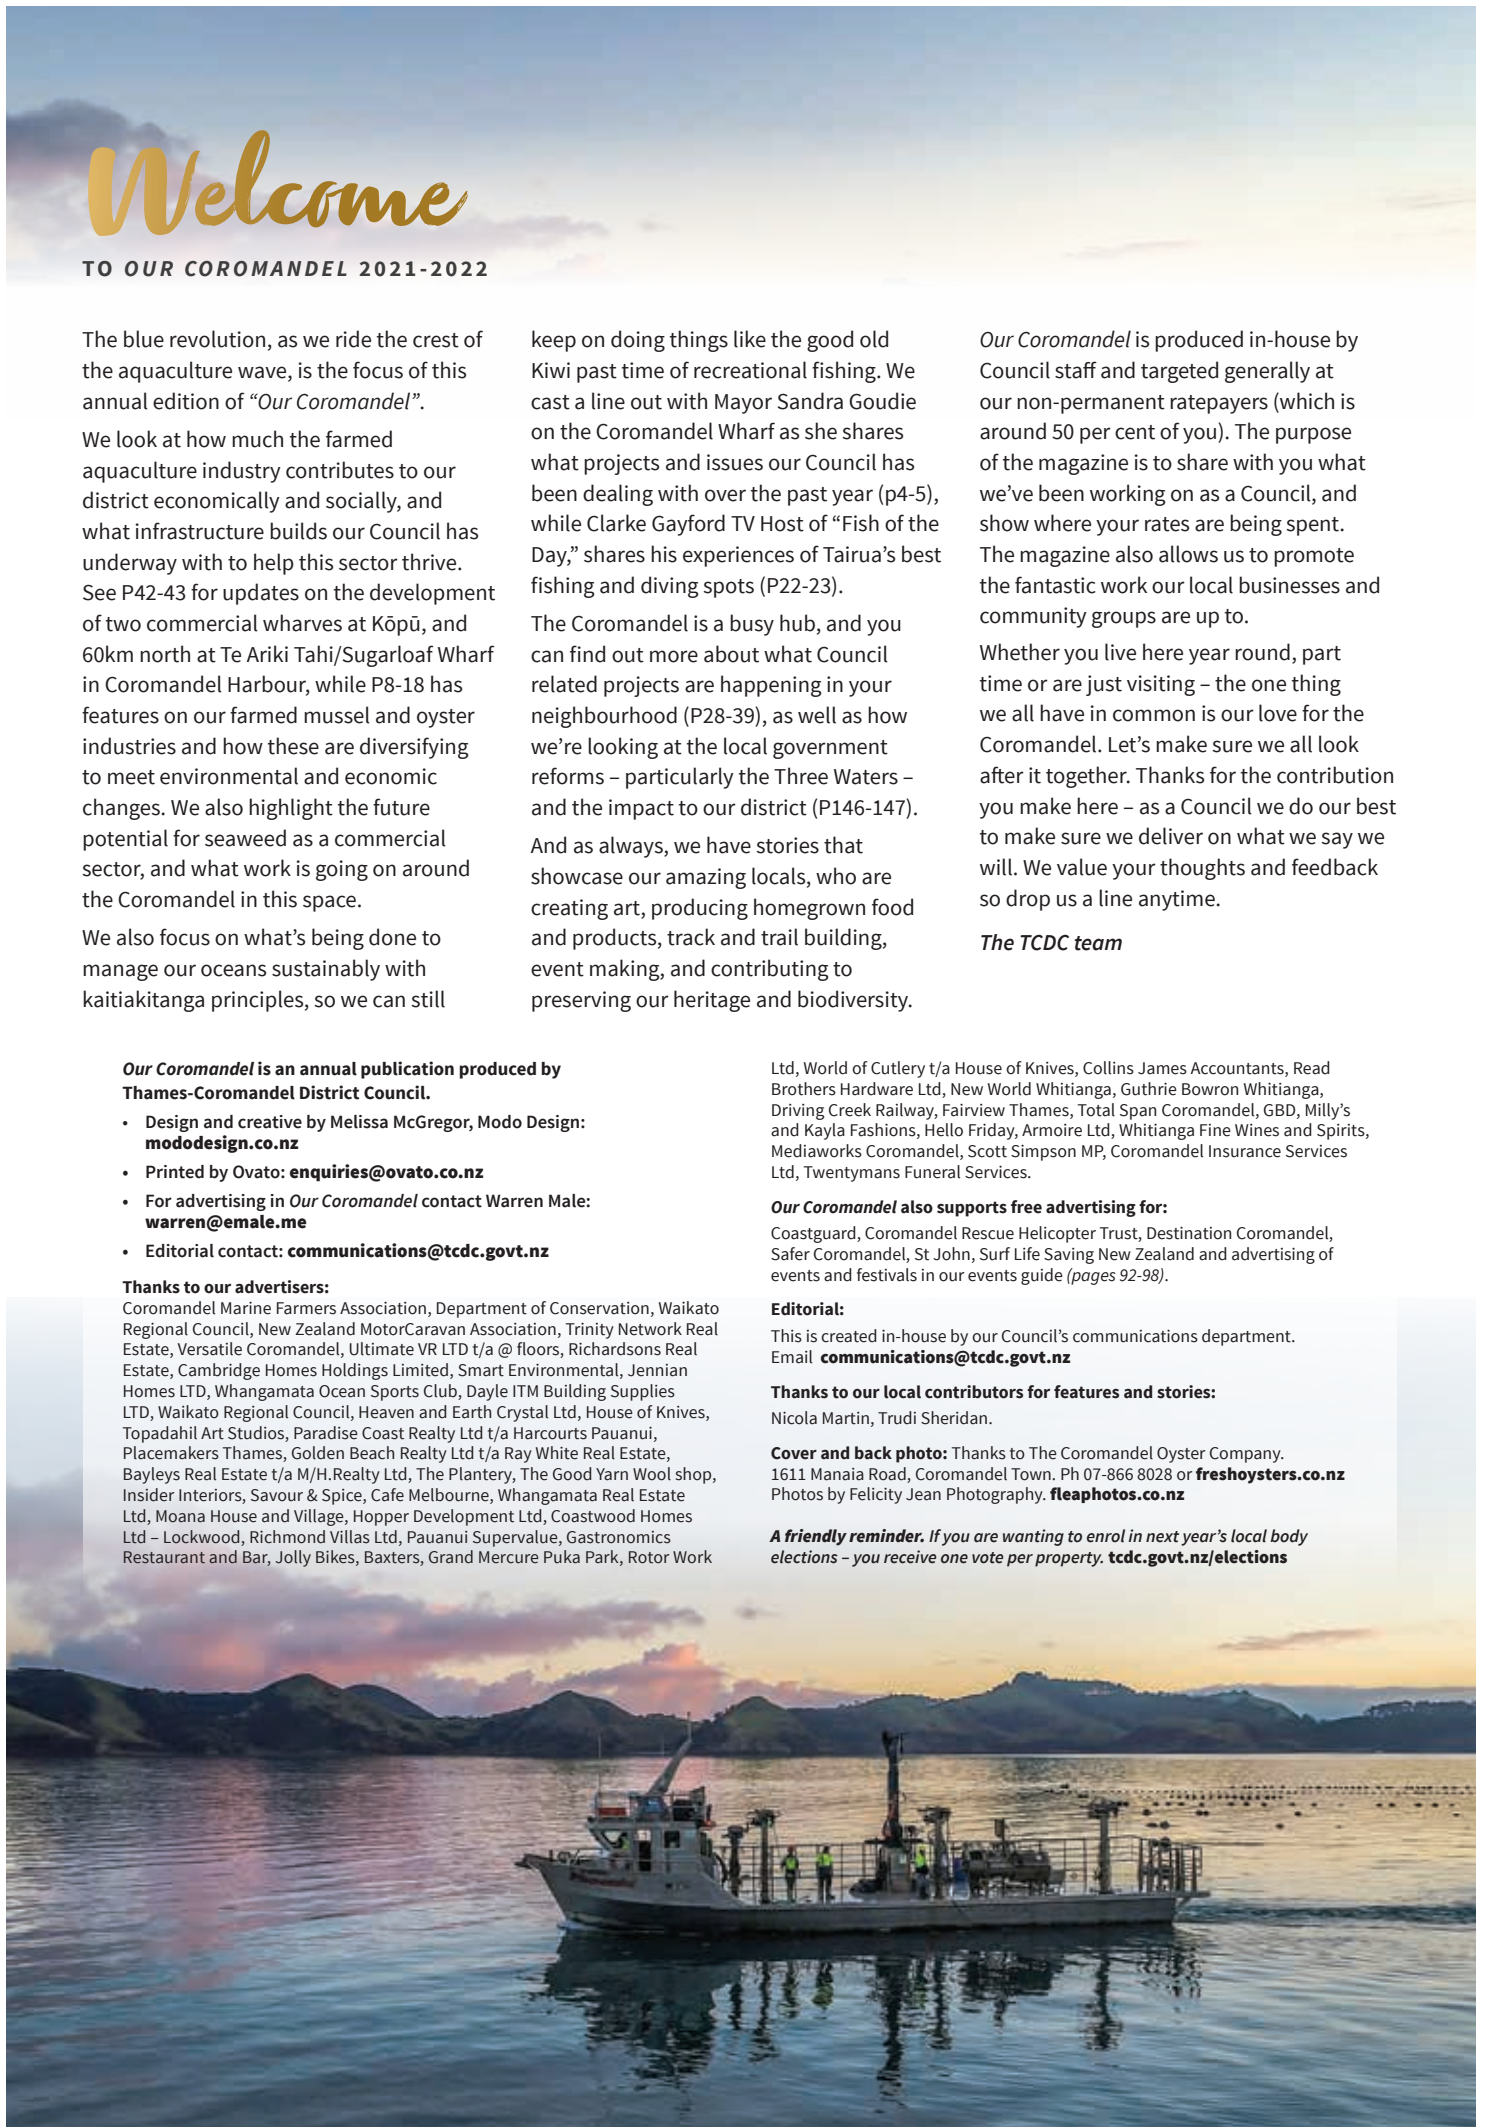 Welcome
TO OUR COROMANDEL 2021-2022
The blue revolution, as we ride the crest of
the aquaculture wave, is the focus of this
annual edition of “Our Coromandel”.
We look at how much the farmed
aquaculture industry contributes to our
district economically and socially, and
what infrastructure builds our Council has
underway with to help this sector thrive.
See P42-43 for updates on the development
of two commercial wharves at Kōpū, and
60km north at Te Ariki Tahi/Sugarloaf Wharf
in Coromandel Harbour, while P8-18 has
features on our farmed mussel and oyster
industries and how these are diversifying
to meet environmental and economic
changes. We also highlight the future
potential for seaweed as a commercial
sector, and what work is going on around
the Coromandel in this space.
We also focus on what’s being done to
manage our oceans sustainably with
kaitiakitanga principles, so we can still
keep on doing things like the good old
Kiwi past time of recreational fishing. We
cast a line out with Mayor Sandra Goudie
on the Coromandel Wharf as she shares
what projects and issues our Council has
been dealing with over the past year (p4-5),
while Clarke Gayford TV Host of “Fish of the
Day,” shares his experiences of Tairua’s best
fishing and diving spots (P22-23).
The Coromandel is a busy hub, and you
can find out more about what Council
related projects are happening in your
neighbourhood (P28-39), as well as how
we’re looking at the local government
reforms – particularly the Three Waters –
and the impact to our district (P146-147).
And as always, we have stories that
showcase our amazing locals, who are
creating art, producing homegrown food
and products, track and trail building,
event making, and contributing to
preserving our heritage and biodiversity.
Our Coromandel is produced in-house by
Council staff and targeted generally at
our non-permanent ratepayers (which is
around 50 per cent of you). The purpose
of the magazine is to share with you what
we’ve been working on as a Council, and
show where your rates are being spent.
The magazine also allows us to promote
the fantastic work our local businesses and
community groups are up to.
Whether you live here year round, part
time or are just visiting – the one thing
we all have in common is our love for the
Coromandel. Let’s make sure we all look
after it together. Thanks for the contribution
you make here – as a Council we do our best
to make sure we deliver on what we say we
will. We value your thoughts and feedback
so drop us a line anytime.
The TCDC team
Our Coromandel is an annual publication produced by
Thames-Coromandel District Council.
• Design and creative by Melissa McGregor, Modo Design:
mododesign.co.nz
• Printed by Ovato: enquiries@ovato.co.nz
• For advertising in Our Coromandel contact Warren Male:
warren@emale.me
• Editorial contact: communications@tcdc.govt.nz
Thanks to our advertisers:
Coromandel Marine Farmers Association, Department of Conservation, Waikato
Regional Council, New Zealand MotorCaravan Association, Trinity Network Real
Estate, Versatile Coromandel, Ultimate VR LTD t/a @ floors, Richardsons Real
Estate, Cambridge Homes Holdings Limited, Smart Environmental, Jennian
Homes LTD, Whangamata Ocean Sports Club, Dayle ITM Building Supplies
LTD, Waikato Regional Council, Heaven and Earth Crystal Ltd, House of Knives,
Topadahil Art Studios, Paradise Coast Realty Ltd t/a Harcourts Pauanui,
Placemakers Thames, Golden Beach Realty Ltd t/a Ray White Real Estate,
Bayleys Real Estate t/a M/H.Realty Ltd, The Plantery, The Good Yarn Wool shop,
Insider Interiors, Savour & Spice, Cafe Melbourne, Whangamata Real Estate
Ltd, Moana House and Village, Hopper Development Ltd, Coastwood Homes
Ltd – Lockwood, Richmond Villas Ltd, Pauanui Supervalue, Gastronomics
Restaurant and Bar, Jolly Bikes, Baxters, Grand Mercure Puka Park, Rotor Work
Ltd, World of Cutlery t/a House of Knives, Collins James Accountants, Read
Brothers Hardware Ltd, New World Whitianga, Guthrie Bowron Whitianga,
Driving Creek Railway, Fairview Thames, Total Span Coromandel, GBD, Milly’s
and Kayla Fashions, Hello Friday, Armoire Ltd, Whitianga Fine Wines and Spirits,
Mediaworks Coromandel, Scott Simpson MP, Coromandel Insurance Services
Ltd, Twentymans Funeral Services.
Our Coromandel also supports free advertising for:
Coastguard, Coromandel Rescue Helicopter Trust, Destination Coromandel,
Safer Coromandel, St John, Surf Life Saving New Zealand and advertising of
events and festivals in our events guide (pages 92-98).
Editorial:
This is created in-house by our Council’s communications department.
Email communications@tcdc.govt.nz
Thanks to our local contributors for features and stories:
Nicola Martin, Trudi Sheridan.
Cover and back photo: Thanks to The Coromandel Oyster Company.
1611 Manaia Road, Coromandel Town. Ph 07-866 8028 or freshoysters.co.nz
Photos by Felicity Jean Photography. fleaphotos.co.nz
A friendly reminder. If you are wanting to enrol in next year’s local body
elections – you receive one vote per property. tcdc.govt.nz/elections